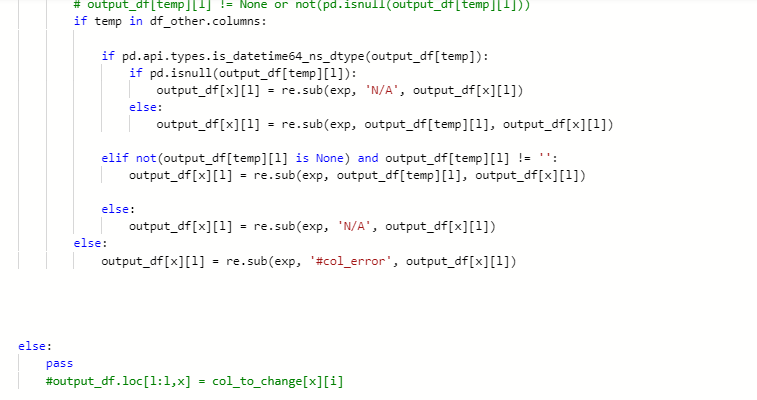 # output_df[temp][l] != None or not(pd.isnull(output_df[temp][l]))
if temp in df_other.columns:
if pd.api.types.is_datetime64_ns_dtype(output_df[temp]):
if pd.isnull(output_df[temp][l]):
output_df[x][l] = re.sub(exp, 'N/A', output_df[x][l])
else:
output_df[x][l] = re.sub(exp, output_df[temp][l], output_df[x][l])
elif not(output_df[temp][l] is None) and output_df[temp][l] != '':
output_df[x][l] = re.sub(exp, output_df[temp][l], output_df[x][l])
else:
output_df[x][l] = re.sub(exp, 'N/A', output_df[x][l])
else:
output_df[x][l] = re.sub(exp, '#col_error', output_df[x][l])
else:
pass
#output_df.loc[l:l,x] = col_to_change[x][i]